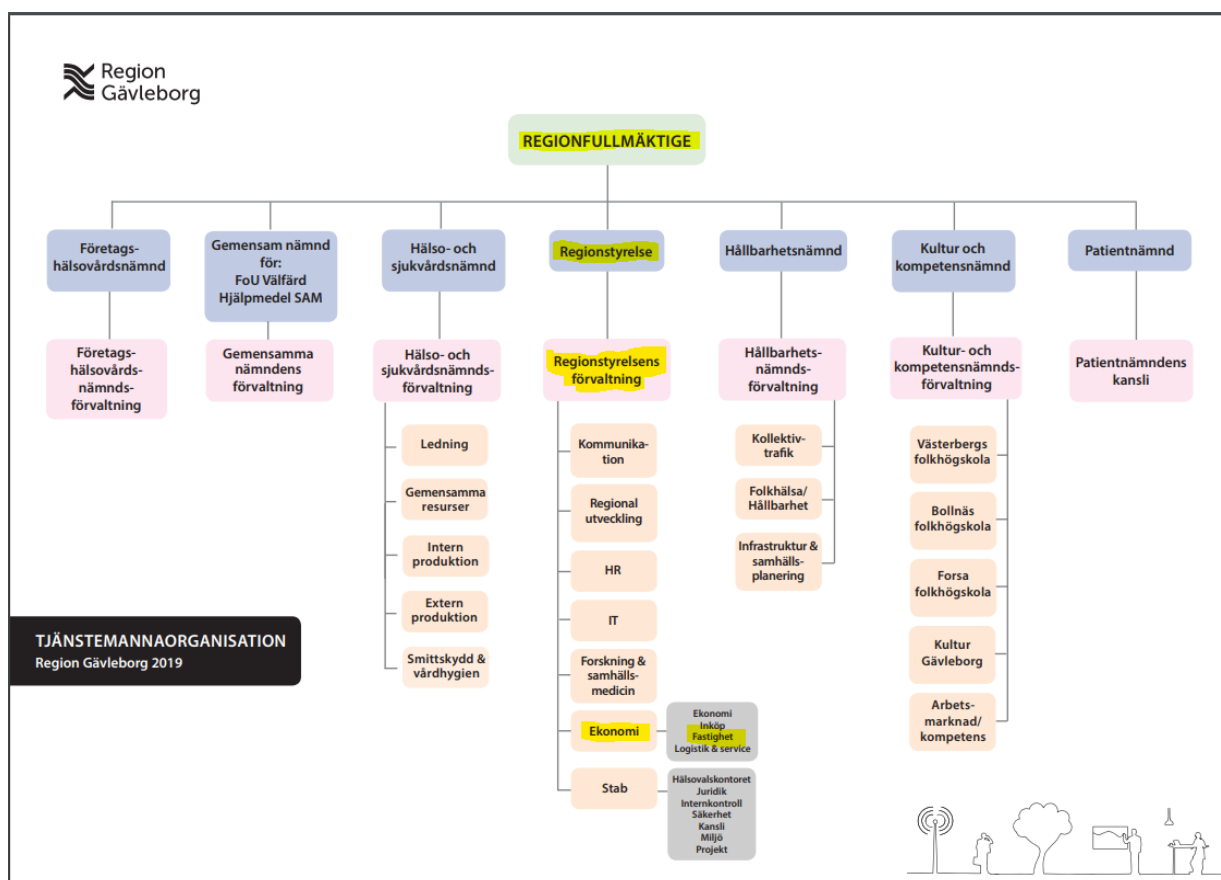 Region
Gävleborg
REGIONFULLMÄKTIGE
Företags-
hälsovårdsnämnd
Gemensam nämnd
för:
FoU Välfärd
Hjälpmedel SAM
Hälso- och
sjukvårdsnämnd
Regionstyrelse
Hållbarhetsnämnd
Kultur och
kompetensnämnd
Patientnämnd
Företags-
hälsovårds-
nämnds-
förvaltning
Gemensamma
nämndens
förvaltning
Hälso- och
sjukvårdsnämnds-
förvaltning
Regionstyrelsens
förvaltning
Hållbarhets-
nämnds-
förvaltning
Kultur- och
kompetensnämnds-
förvaltning
Patientnämndens
kansli
Ledning
Gemensamma
resurser
Intern
produktion
Extern
produktion
Smittskydd &
vårdhygien
Kommunika-
tion
Regional
utveckling
HR
IT
Forskning &
samhälls-
medicin
Ekonomi
Ekonomi
Inköp
Fastighet
Logistik & service
Stab
Hälsovalskontoret
Juridik
Internkontroll
Säkerhet
Kansli
Miljö
Projekt
Kollektiv-
trafik
Folkhälsa/
Hållbarhet
Infrastruktur &
samhälls-
planering
Västerbergs
folkhögskola
Bollnäs
folkhögskola
Forsa
folkhögskola
Kultur
Gävleborg
Arbets-
marknad/
kompetens
TJÄNSTEMANNAORGANISATION
Region Gävleborg 2019